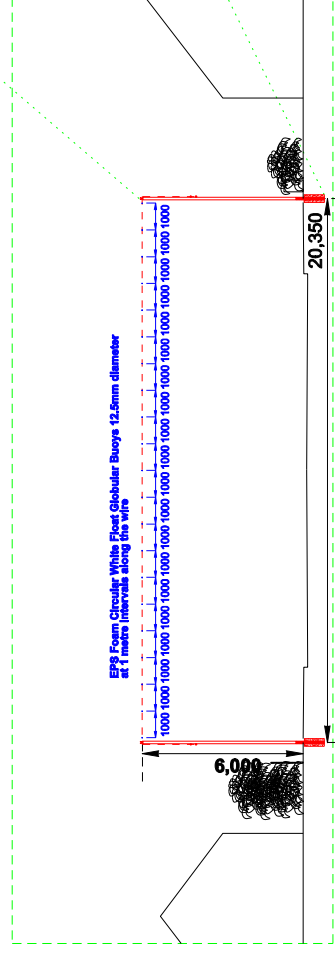 EPS Foam Circular White Float Globular Buoys 12.5mm diameter
at 1 metre intervals along the wire
1000 1000 1000 1000 1000 1000 1000 1000 1000 1000 1000 1000 1000 1000 1000 1000 1000 1000 1000 1000
6,000
20,350